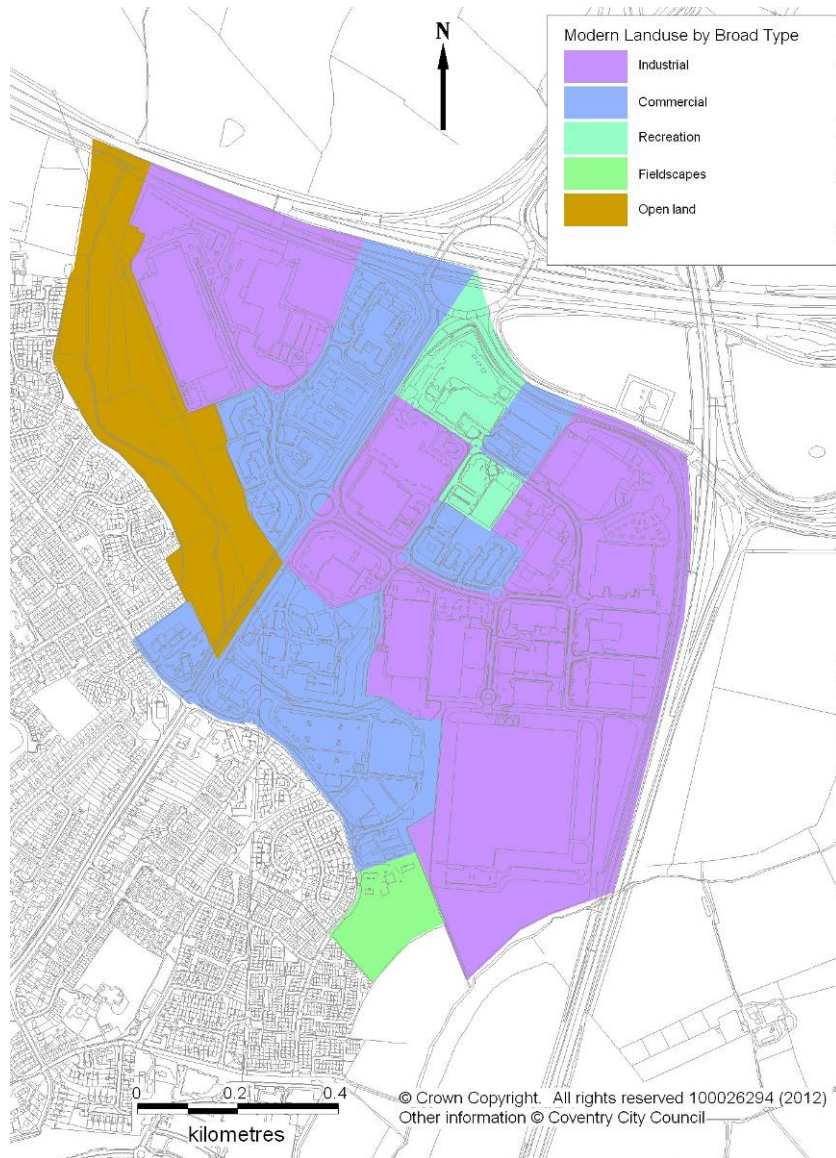 N
Modern Landuse by Broad Type
Industrial
Commercial
Recreation
Fieldscapes
Open land
0 0.2 0.4
kilometres
© Crown Copyright. All rights reserved 100026294 (2012)
Other information © Coventry City Council